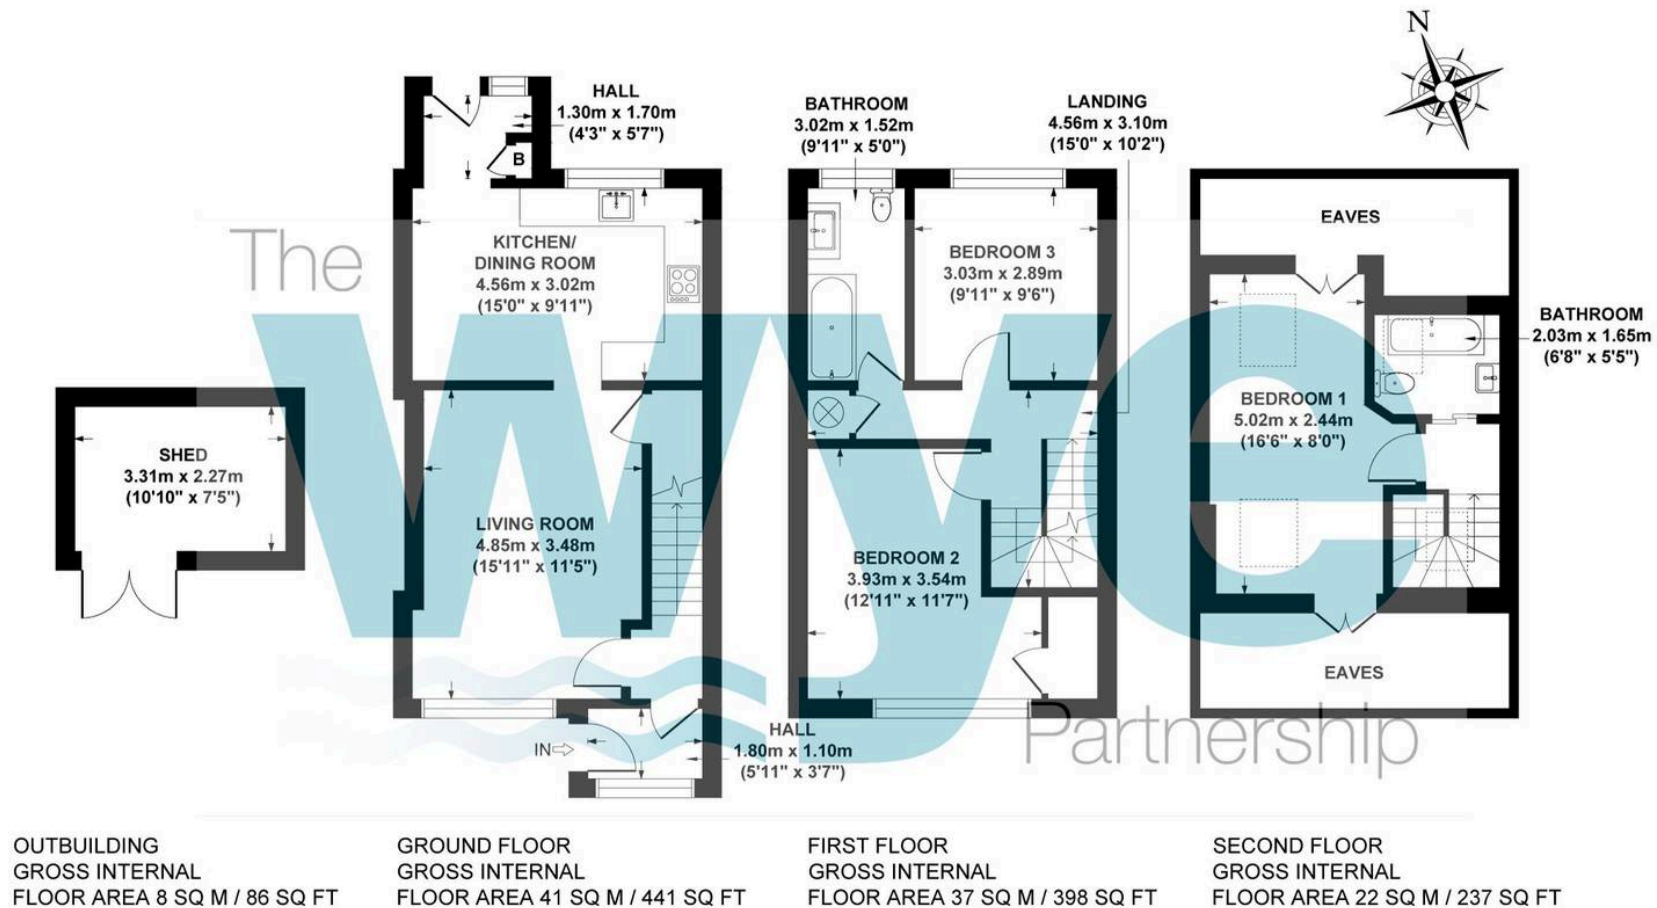 N
HALL
1.30m x 1.70m
(4'3" x 5'7")
B
BATHROOM
3.02m x 1.52m
(9'11" x 5'0")
LANDING
4.56m x 3.10m
(15'0" x 10'2")
EAVES
KITCHEN/
DINING ROOM
4.56m x 3.02m
(15'0" x 9'11")
BEDROOM 3
3.03m x 2.89m
(9'11" x 9'6")
BATHROOM
2.03m x 1.65m
(6'8" x 5'5")
BEDROOM 1
5.02m x 2.44m
(16'6" x 8'0")
SHED
3.31m x 2.27m
(10'10" x 7'5")
LIVING ROOM
4.85m x 3.48m
(15'11" x 11'5")
BEDROOM 2
3.93m x 3.54m
(12'11" x 11'7")
EAVES
IN
HALL
1.80m x 1.10m
(5'11" x 3'7")
The
wye
Partnership
OUTBUILDING
GROSS INTERNAL
FLOOR AREA 8 SQ M / 86 SQ FT
GROUND FLOOR
GROSS INTERNAL
FLOOR AREA 41 SQ M / 441 SQ FT
FIRST FLOOR
GROSS INTERNAL
FLOOR AREA 37 SQ M / 398 SQ FT
SECOND FLOOR
GROSS INTERNAL
FLOOR AREA 22 SQ M / 237 SQ FT